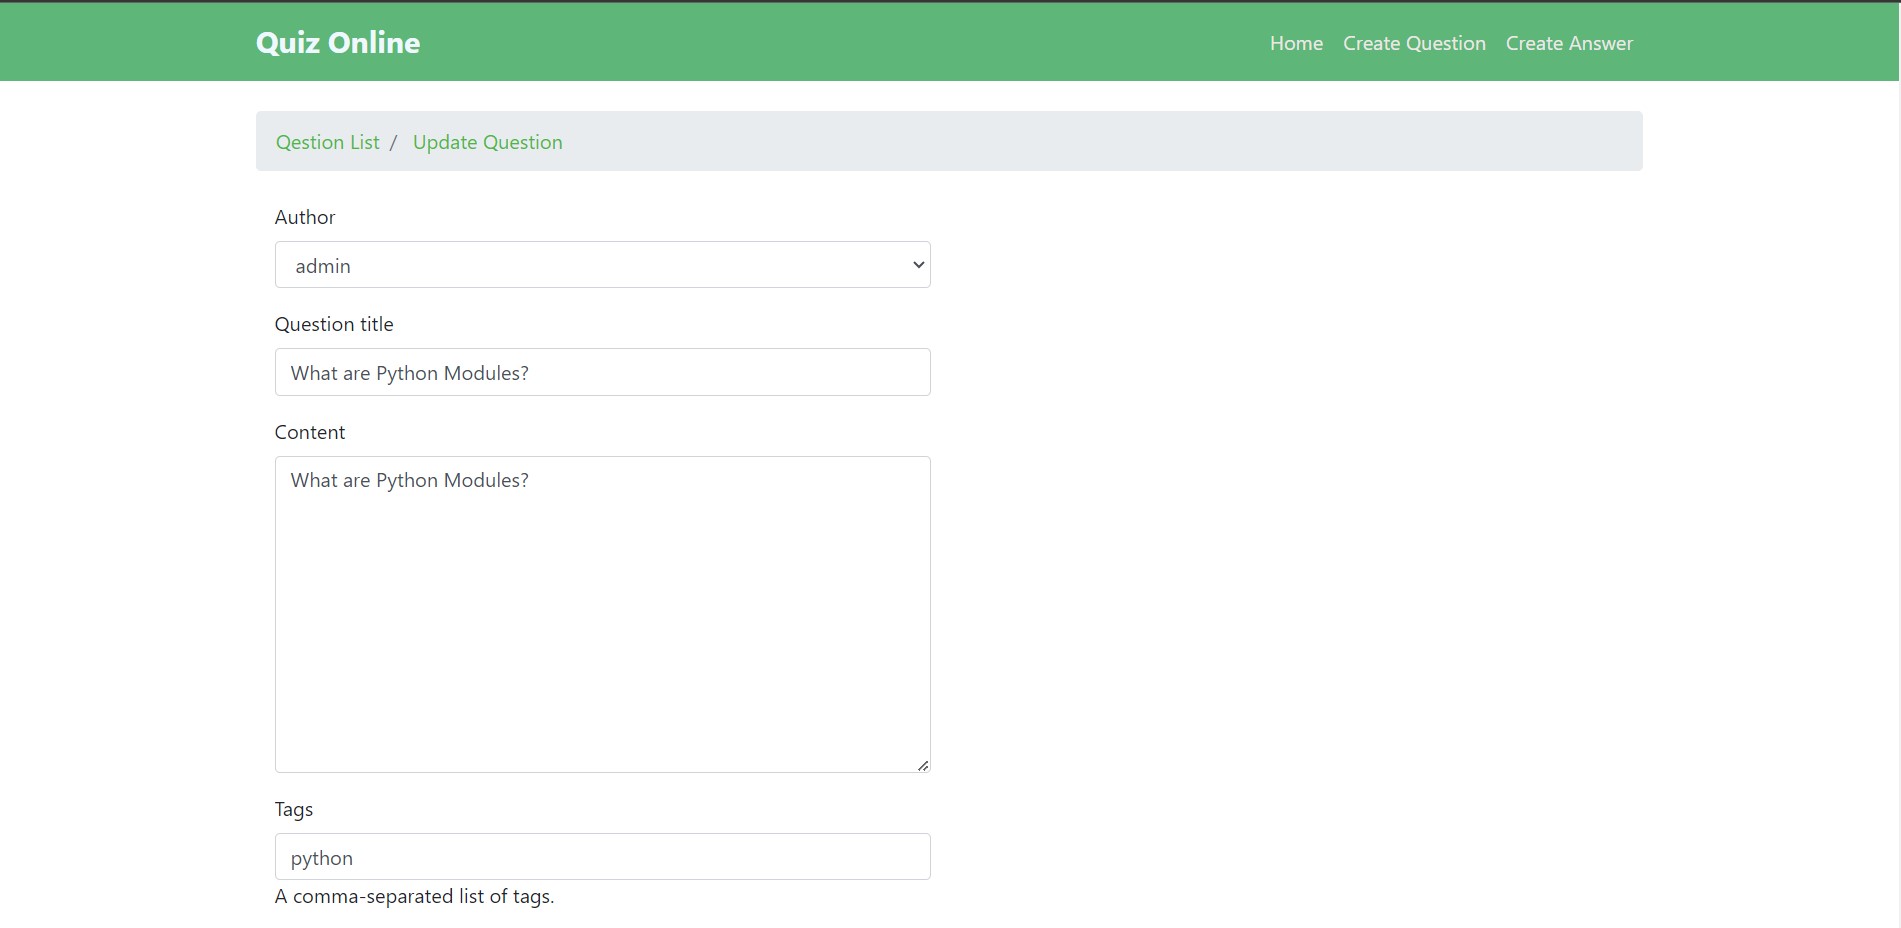 Quiz Online
Home Create Question Create Answer
Qestion List / Update Question
Author
admin
Question title
What are Python Modules?
Content
What are Python Modules?
Tags
python
A comma-separated list of tags.